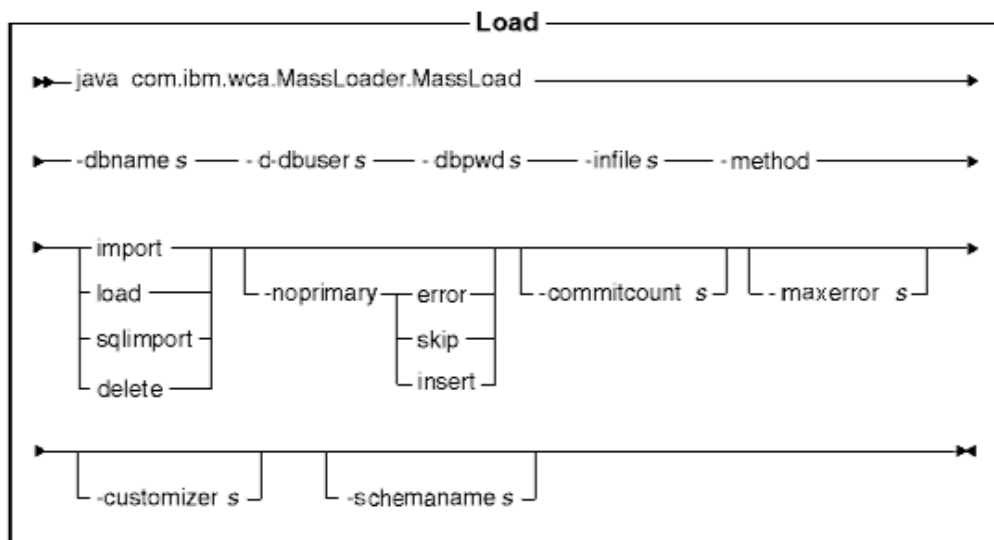 Load
java com.ibm.wca.MassLoader.MassLoad
-dbname s -d-dbuser s -dbpwd s -infile s -method
import
load
sqlimport
delete
-noprimary
error
skip
insert
-commitcount s
-maxerror s
-customizer s
-schemaname s